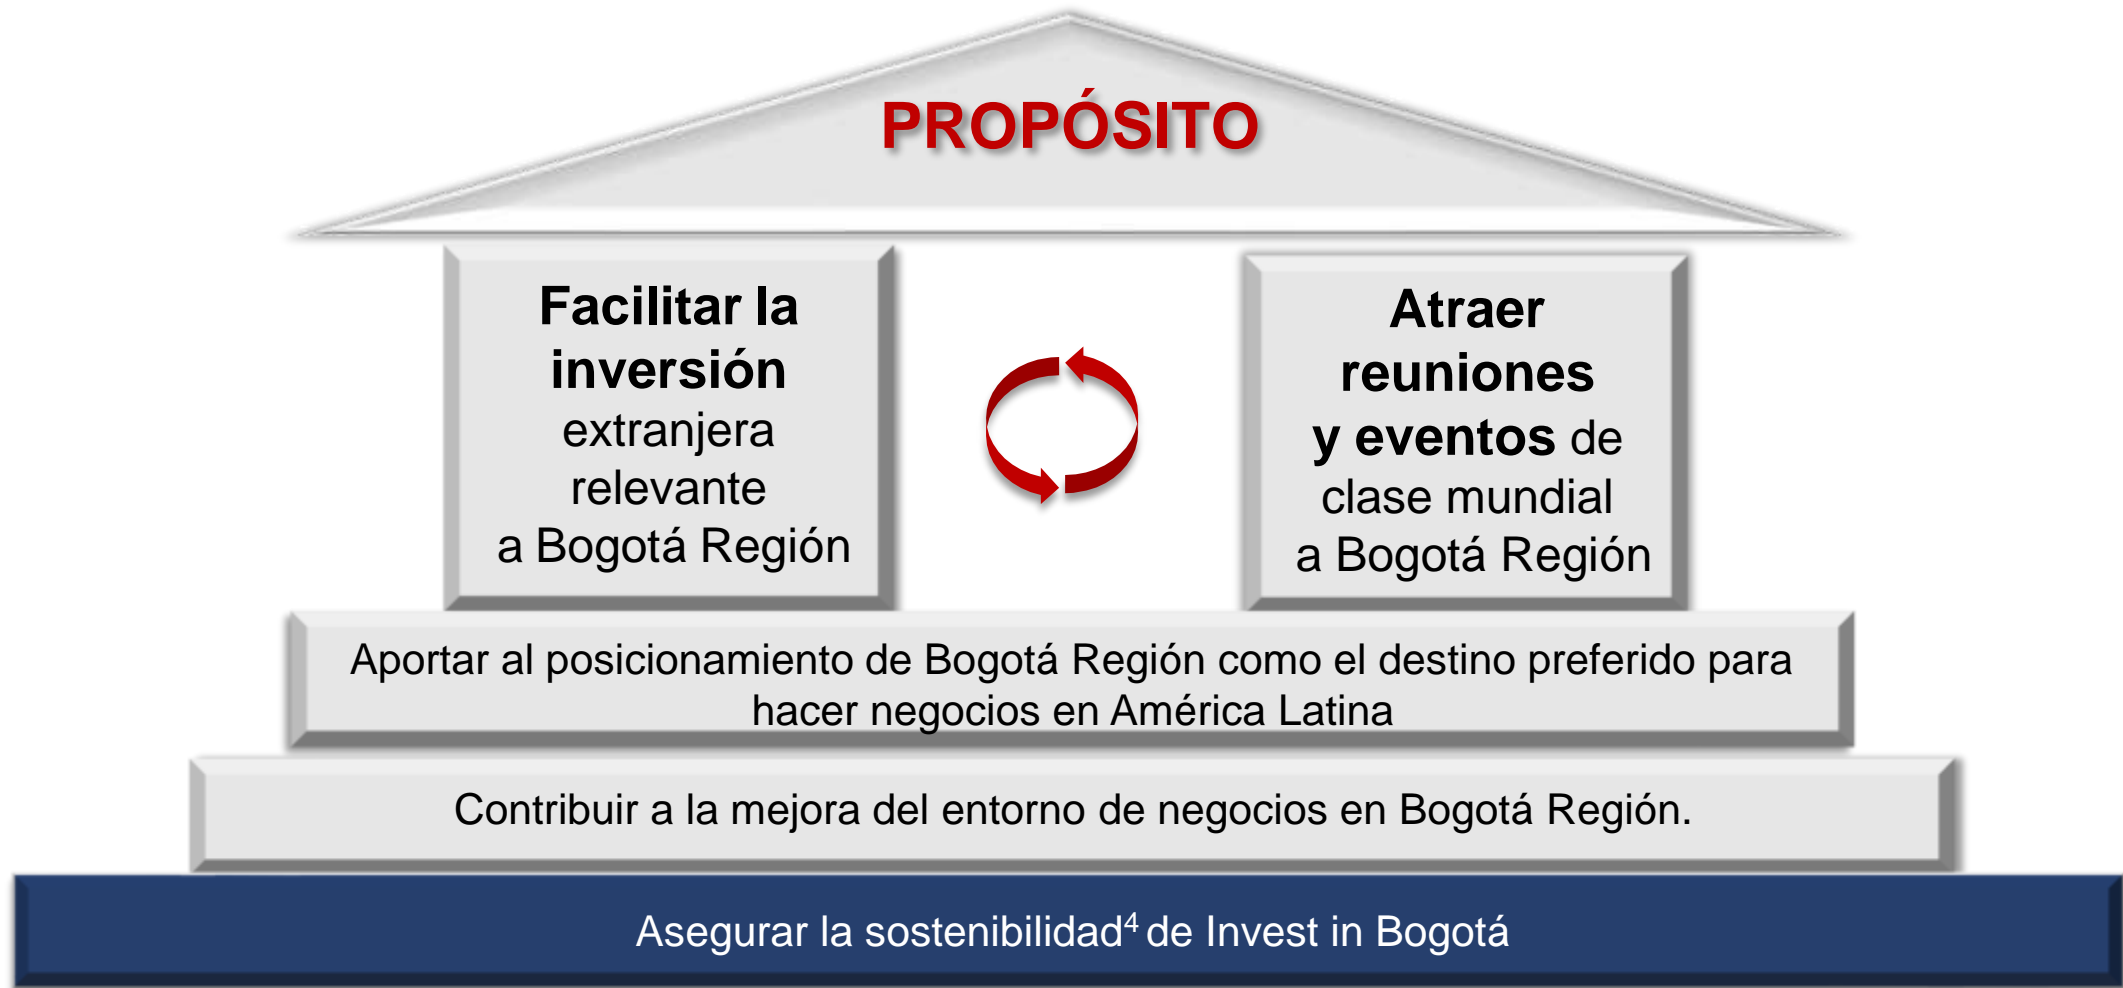 PROPÓSITO
Facilitar la
inversión
extranjera
relevante
a Bogotá Región
Atraer
reuniones
y eventos de
clase mundial
a Bogotá Región
Aportar al posicionamiento de Bogotá Región como el destino preferido para
hacer negocios en América Latina
Contribuir a la mejora del entorno de negocios en Bogotá Región.
Asegurar la sostenibilidad⁴ de Invest in Bogotá